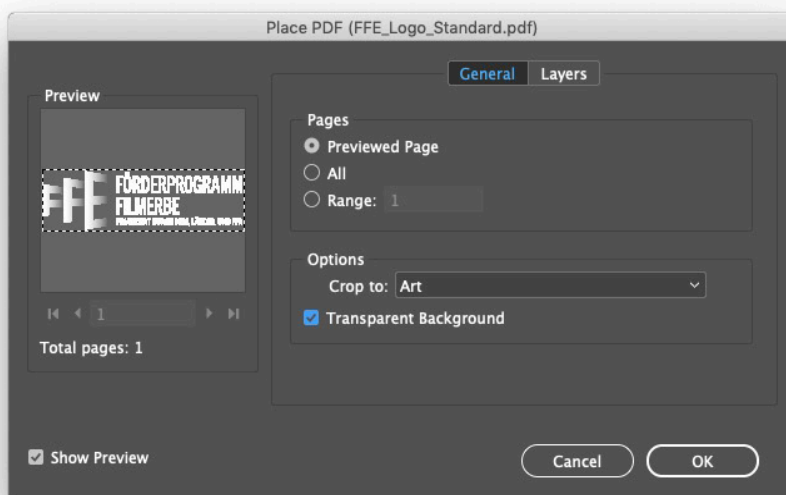 Place PDF (FFE_Logo_Standard.pdf)
General Layers
Preview
FFE FÖRDERPROGRAMM
FILMERBE
Pages
Previewed Page
All
Range: 1
Options
Crop to: Art
Transparent Background
1
Total pages: 1
Show Preview
Cancel OK